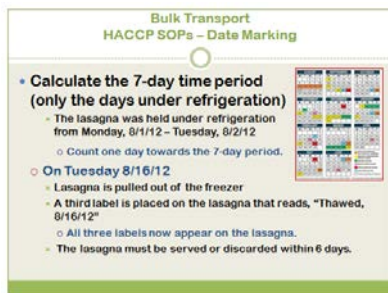 Bulk Transport
HACCP SOPs – Date Marking
Calculate the 7-day time period
(only the days under refrigeration)
The lasagna was held under refrigeration
from Monday, 8/1/12 – Tuesday, 8/2/12
Count one day towards the 7-day period.
On Tuesday 8/16/12
Lasagna is pulled out of the freezer
A third label is placed on the lasagna that reads, "Thawed,
8/16/12"
All three labels now appear on the lasagna.
The lasagna must be served or discarded within 6 days.